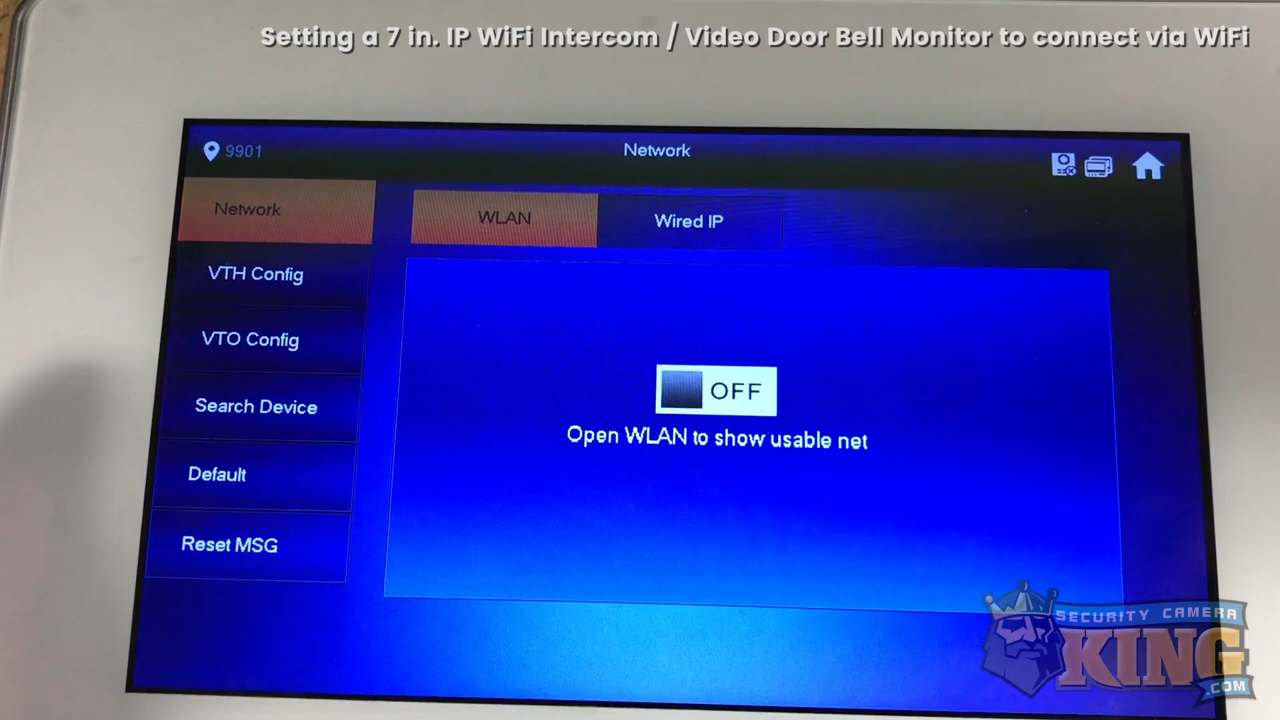 Setting a 7 in. IP WiFi Intercom / Video Door Bell Monitor to connect via WiFi
9901
Network
Network
WLAN
Wired IP
VTH Config
VTO Config
Search Device
Default
Reset MSG
OFF
Open WLAN to show usable net
SECURITY CAMERA
KING
.COM